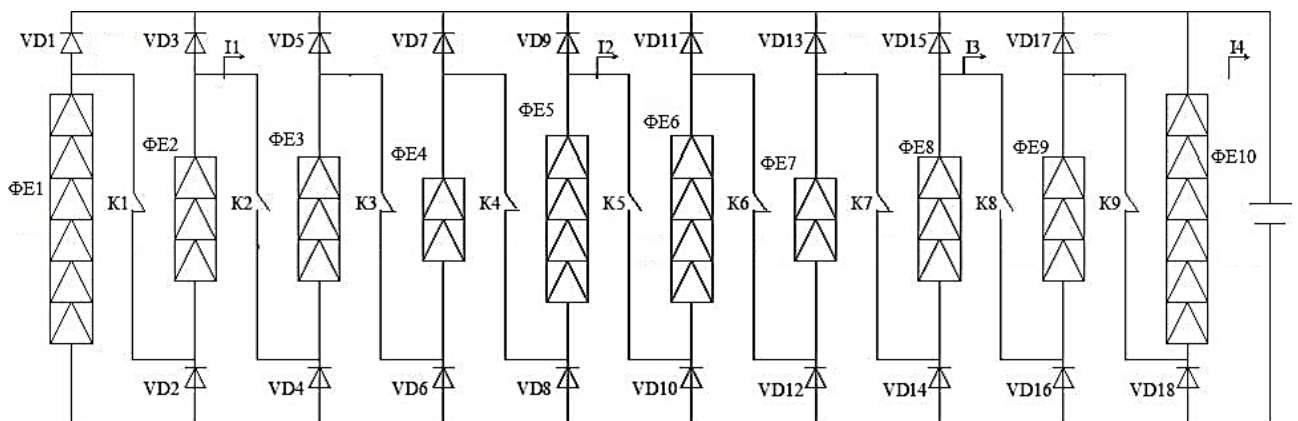 VD1 VD3 I1 VD5 VD7 VD9 I2 VD11 VD13 VD15 I3 VD17 I4
ΦE1 ΦE2 ΦE3 ΦE4 ΦE5 ΦE6 ΦE7 ΦE8 ΦE9 ΦE10
K1 K2 K3 K4 K5 K6 K7 K8 K9
VD2 VD4 VD6 VD8 VD10 VD12 VD14 VD16 VD18